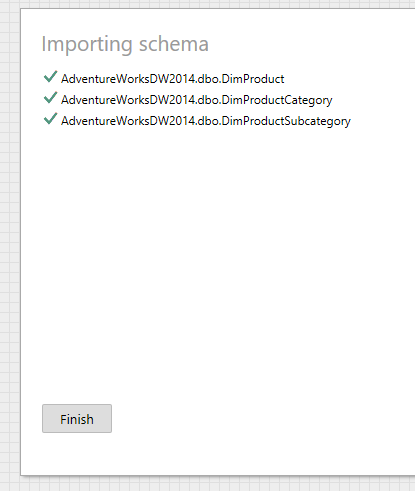 Importing schema
AdventureWorksDW2014.dbo.DimProduct
AdventureWorksDW2014.dbo.DimProductCategory
AdventureWorksDW2014.dbo.DimProductSubcategory
Finish